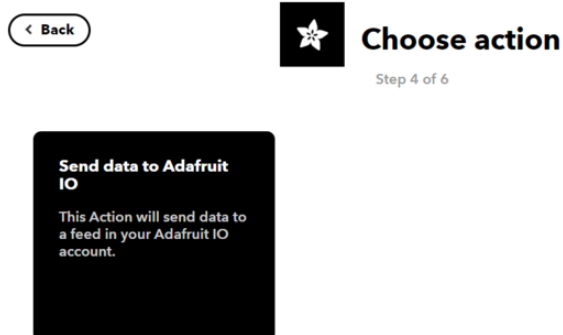 Back
Choose action
Step 4 of 6
Send data to Adafruit
IO
This Action will send data to
a feed in your Adafruit IO
account.